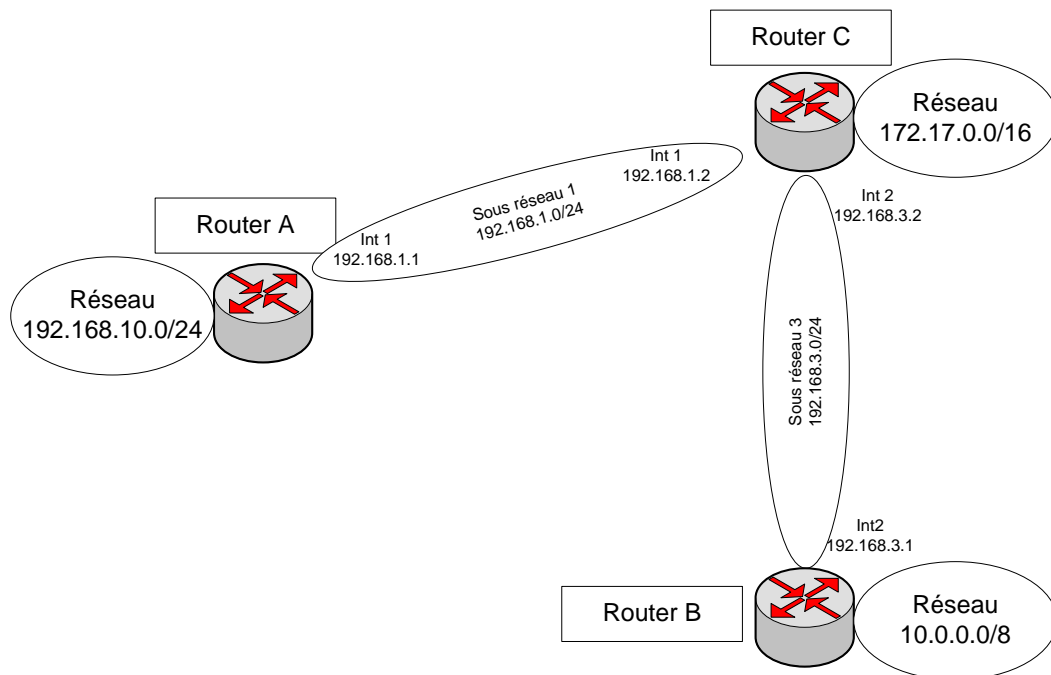 Router C
Réseau
172.17.0.0/16
Int 1
192.168.1.2
Sous réseau 1
192.168.1.0/24
Int 2
192.168.3.2
Router A
Int 1
192.168.1.1
Réseau
192.168.10.0/24
Sous réseau 3
192.168.3.0/24
Int2
192.168.3.1
Router B
Réseau
10.0.0.0/8